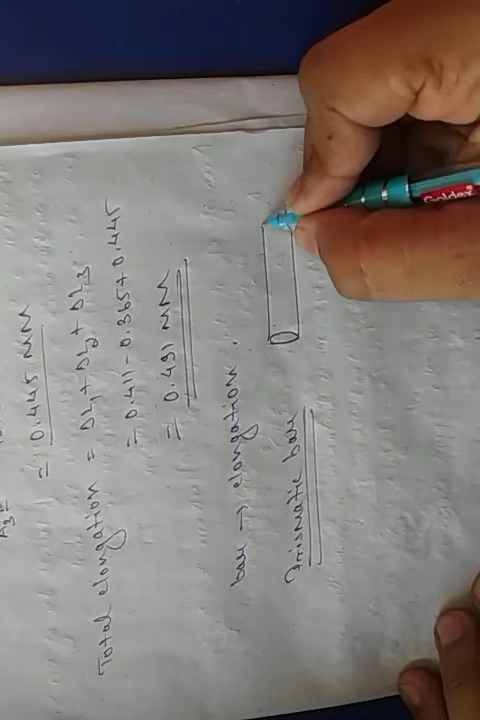 A₃E
= 0.445 MM
Total elongation = δL₁ + δL₂ + δL₃
= 0.411 - 0.365 + 0.445
= 0.491 MM
bar → elongation.
Prismatic bar
Goldex